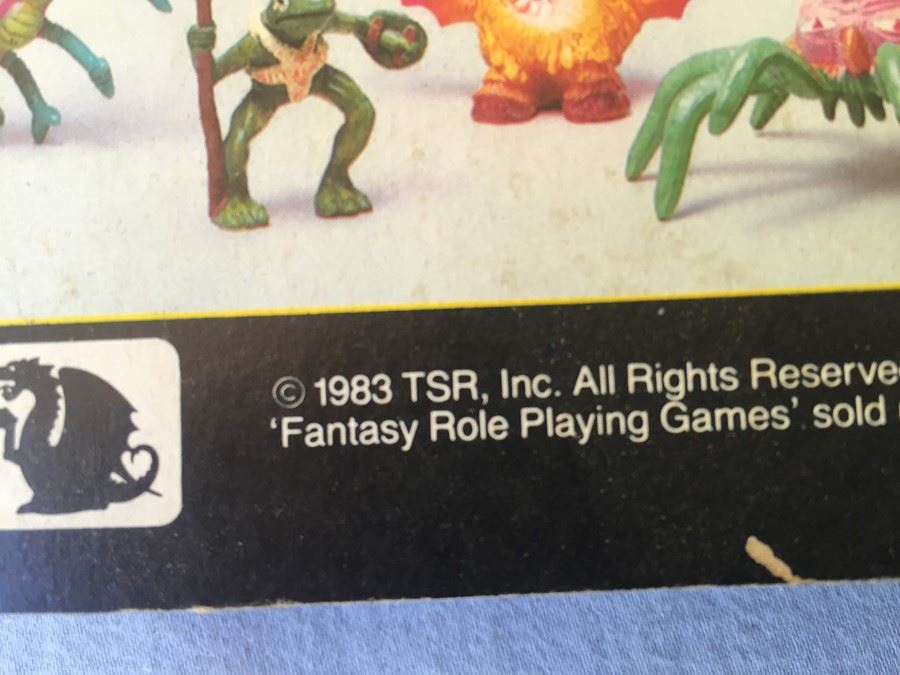 © 1983 TSR, Inc. All Rights Reserve
'Fantasy Role Playing Games' sold